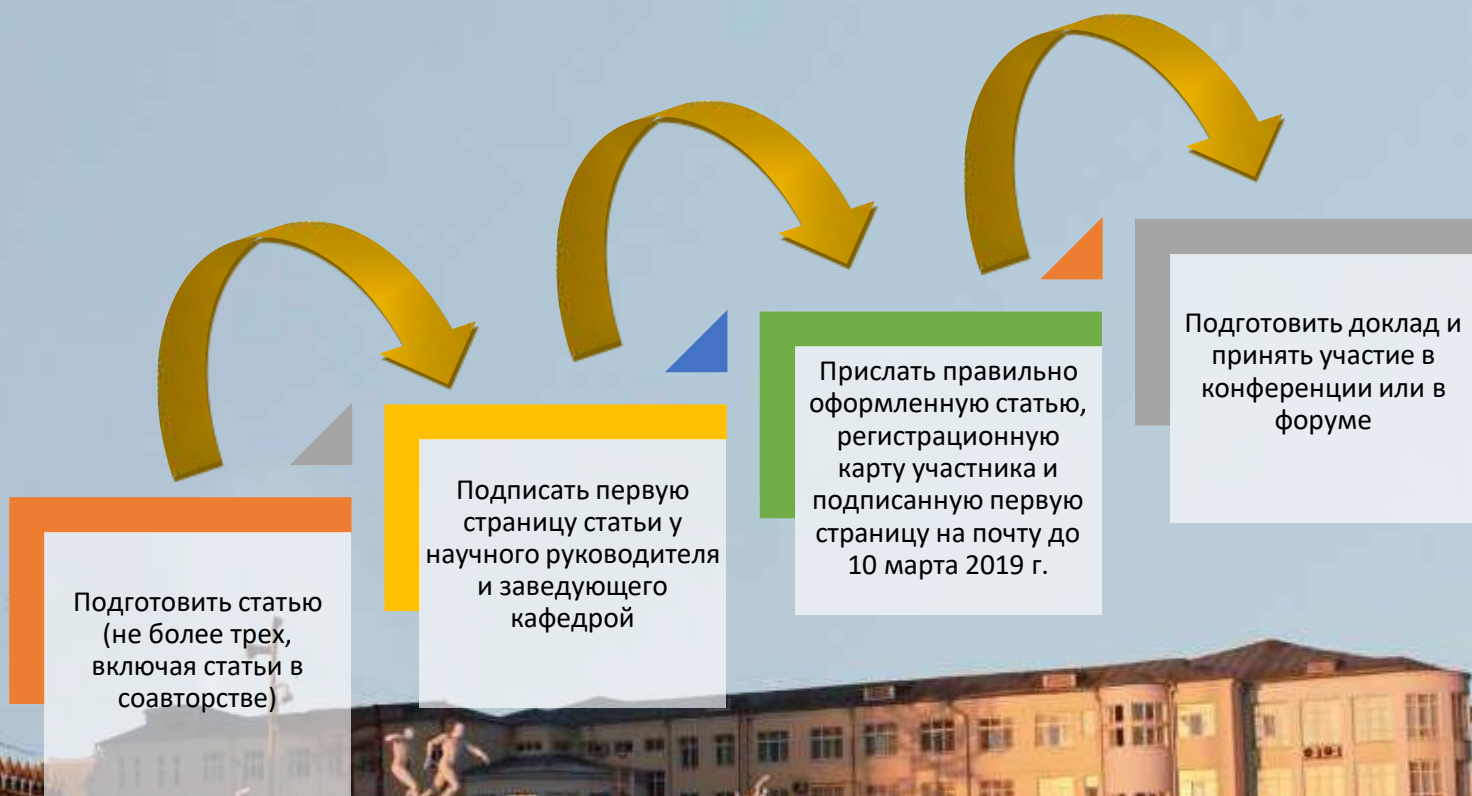 Подготовить статью
(не более трех,
включая статьи в
соавторстве)
Подписать первую
страницу статьи у
научного руководителя
и заведующего
кафедрой
Прислать правильно
оформленную статью,
регистрационную
карту участника и
подписанную первую
страницу на почту до
10 марта 2019 г.
Подготовить доклад и
принять участие в
конференции или в
форуме